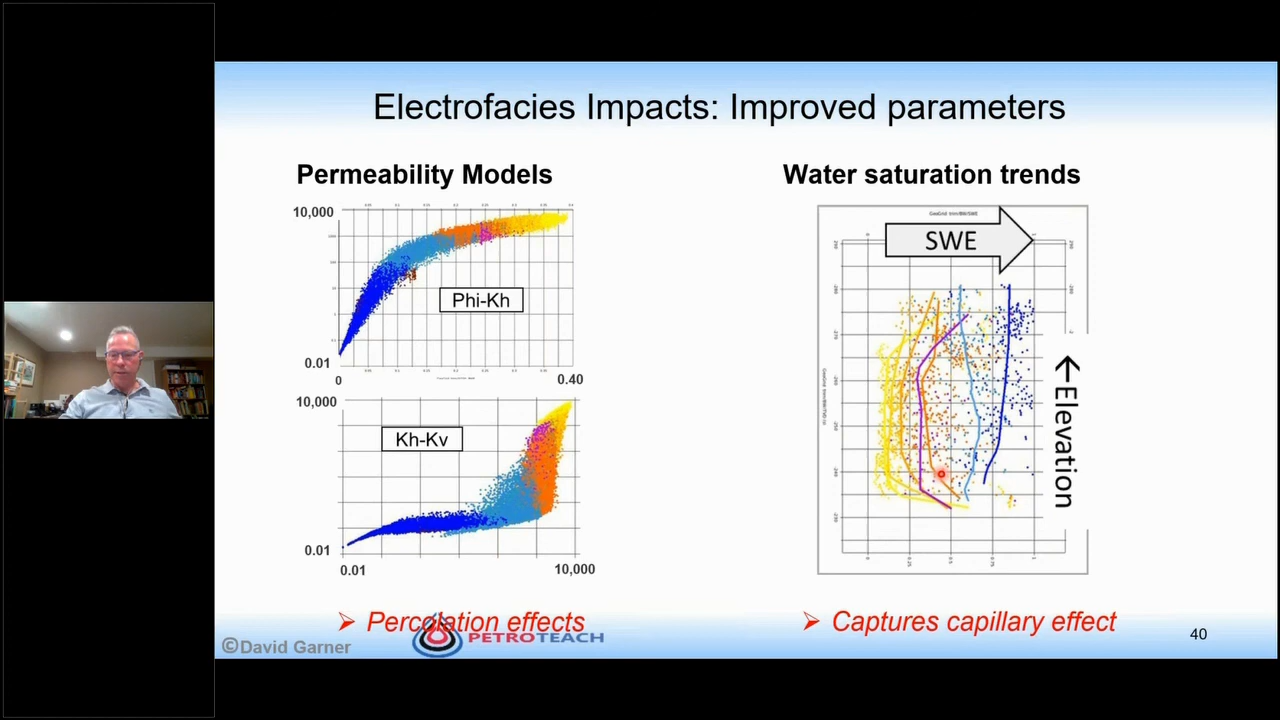 Electrofacies Impacts: Improved parameters
Permeability Models
10,000
Phi-Kh
0.01
0
0.40
10,000
Kh-Kv
0.01
0.01
10,000
➢ Percolation effects
Water saturation trends
SWE
←Elevation
➢ Captures capillary effect
©David Garner
PETROTEACH
40